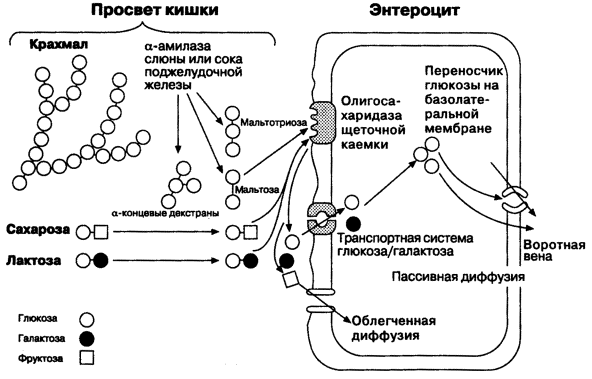 Просвет кишки
Энтероцит
Крахмал
α-амилаза
слюны или сока
поджелудочной
железы
Мальтотриоза
Мальтоза
α-концевые декстраны
Олигоса-
харидаза
щеточной
каемки
Переносчик
глюкозы на
базолате-
ральной
мембране
Сахароза
Лактоза
Транспортная система
глюкозы/галактоза
Воротная
вена
Пассивная диффузия
Облегченная
диффузия
Глюкоза
Галактоза
Фруктоза